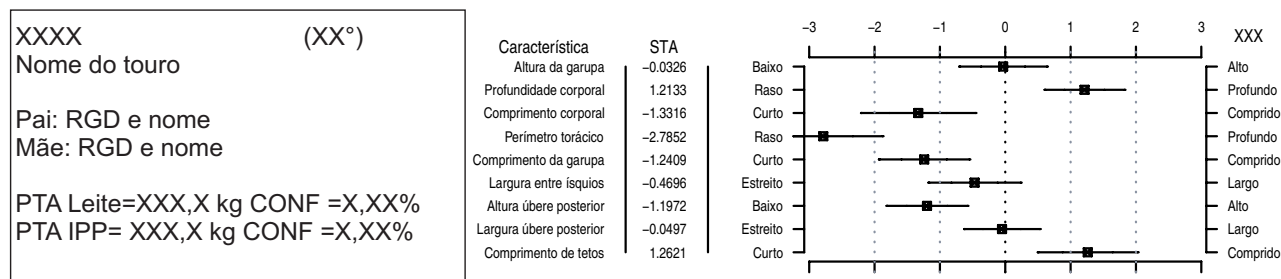 XXXX (XX°)
Nome do touro
Pai: RGD e nome
Mãe: RGD e nome
PTA Leite=XXX,X kg CONF =X,XX%
PTA IPP= XXX,X kg CONF =X,XX%
−3 −2 −1 0 1 2 3
Característica STA XXX
Altura da garupa −0.0326 Baixo Alto
Profundidade corporal 1.2133 Raso Profundo
Comprimento corporal −1.3316 Curto Comprido
Perímetro torácico −2.7852 Raso Profundo
Comprimento da garupa −1.2409 Curto Comprido
Largura entre ísquios −0.4696 Estreito Largo
Altura úbere posterior −1.1972 Baixo Alto
Largura úbere posterior −0.0497 Estreito Largo
Comprimento de tetos 1.2621 Curto Comprido